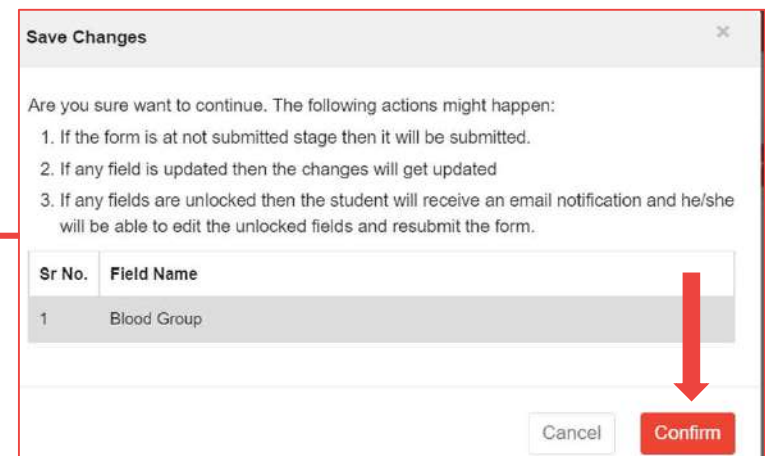 Save Changes ×
Are you sure want to continue. The following actions might happen:
1. If the form is at not submitted stage then it will be submitted.
2. If any field is updated then the changes will get updated
3. If any fields are unlocked then the student will receive an email notification and he/she
will be able to edit the unlocked fields and resubmit the form.
Sr No. Field Name
1 Blood Group
Cancel Confirm